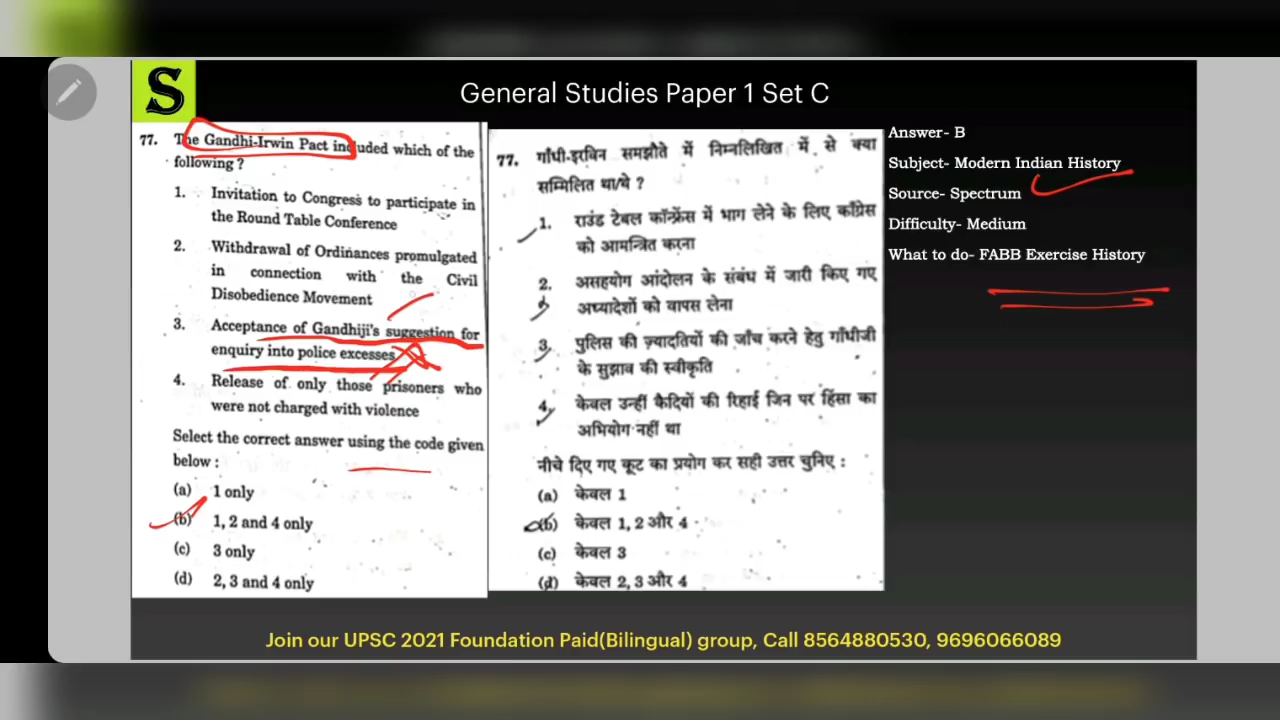 S
General Studies Paper 1 Set C
77. The Gandhi-Irwin Pact included which of the
following ?
1. Invitation to Congress to participate in
the Round Table Conference
2. Withdrawal of Ordinances promulgated
in connection with the Civil
Disobedience Movement
3. Acceptance of Gandhiji's suggestion for
enquiry into police excesses
4. Release of only those prisoners who
were not charged with violence
Select the correct answer using the code given
below :
(a) 1 only
(b) 1, 2 and 4 only
(c) 3 only
(d) 2, 3 and 4 only
77. गाँधी-इरविन समझौते में निम्नलिखित में से क्या
सम्मिलित था/थे ?
1. राउंड टेबल कॉन्फ्रेंस में भाग लेने के लिए काँग्रेस
को आमन्त्रित करना
2. असहयोग आंदोलन के संबंध में जारी किए गए
अध्यादेशों को वापस लेना
3. पुलिस की ज़्यादतियों की जाँच करने हेतु गाँधीजी
के सुझाव की स्वीकृति
4. केवल उन्हीं कैदियों की रिहाई जिन पर हिंसा का
अभियोग नहीं था
नीचे दिए गए कूट का प्रयोग कर सही उत्तर चुनिए :
(a) केवल 1
(b) केवल 1, 2 और 4
(c) केवल 3
(d) केवल 2, 3 और 4
Answer- B
Subject- Modern Indian History
Source- Spectrum
Difficulty- Medium
What to do- FABB Exercise History
Join our UPSC 2021 Foundation Paid(Bilingual) group, Call 8564880530, 9696066089